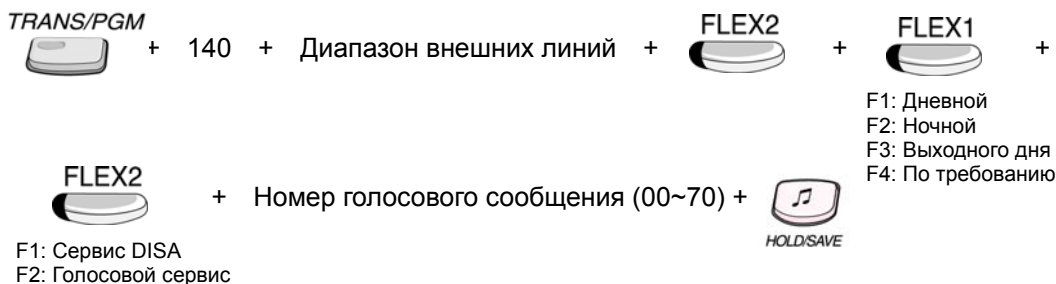 TRANS/PGM + 140 + Диапазон внешних линий + FLEX2 + FLEX1 +
F1: Дневной
F2: Ночной
F3: Выходного дня
F4: По требованию
FLEX2 + Номер голосового сообщения (00~70) + HOLD/SAVE
F1: Сервис DISA
F2: Голосовой сервис